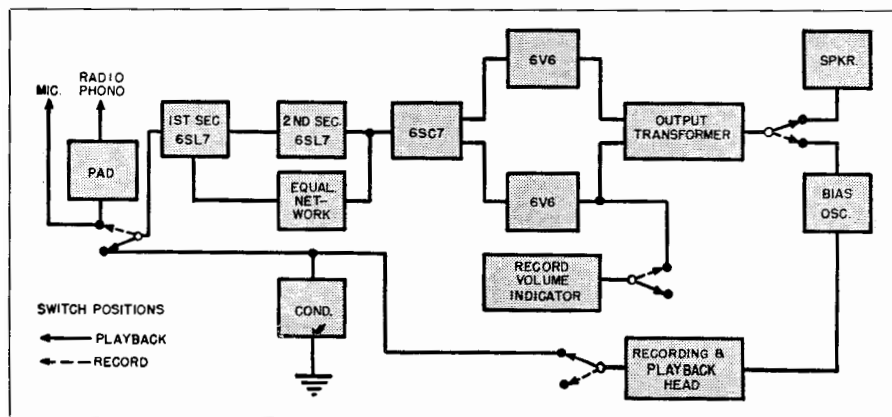 MIC.
RADIO
PHONO
PAD
1ST SEC.
6SL7
2ND SEC.
6SL7
EQUAL.
NET-
WORK
6SC7
6V6
6V6
OUTPUT
TRANSFORMER
SPKR.
BIAS
OSC.
RECORD
VOLUME
INDICATOR
COND.
RECORDING &
PLAYBACK
HEAD
SWITCH POSITIONS
PLAYBACK
RECORD